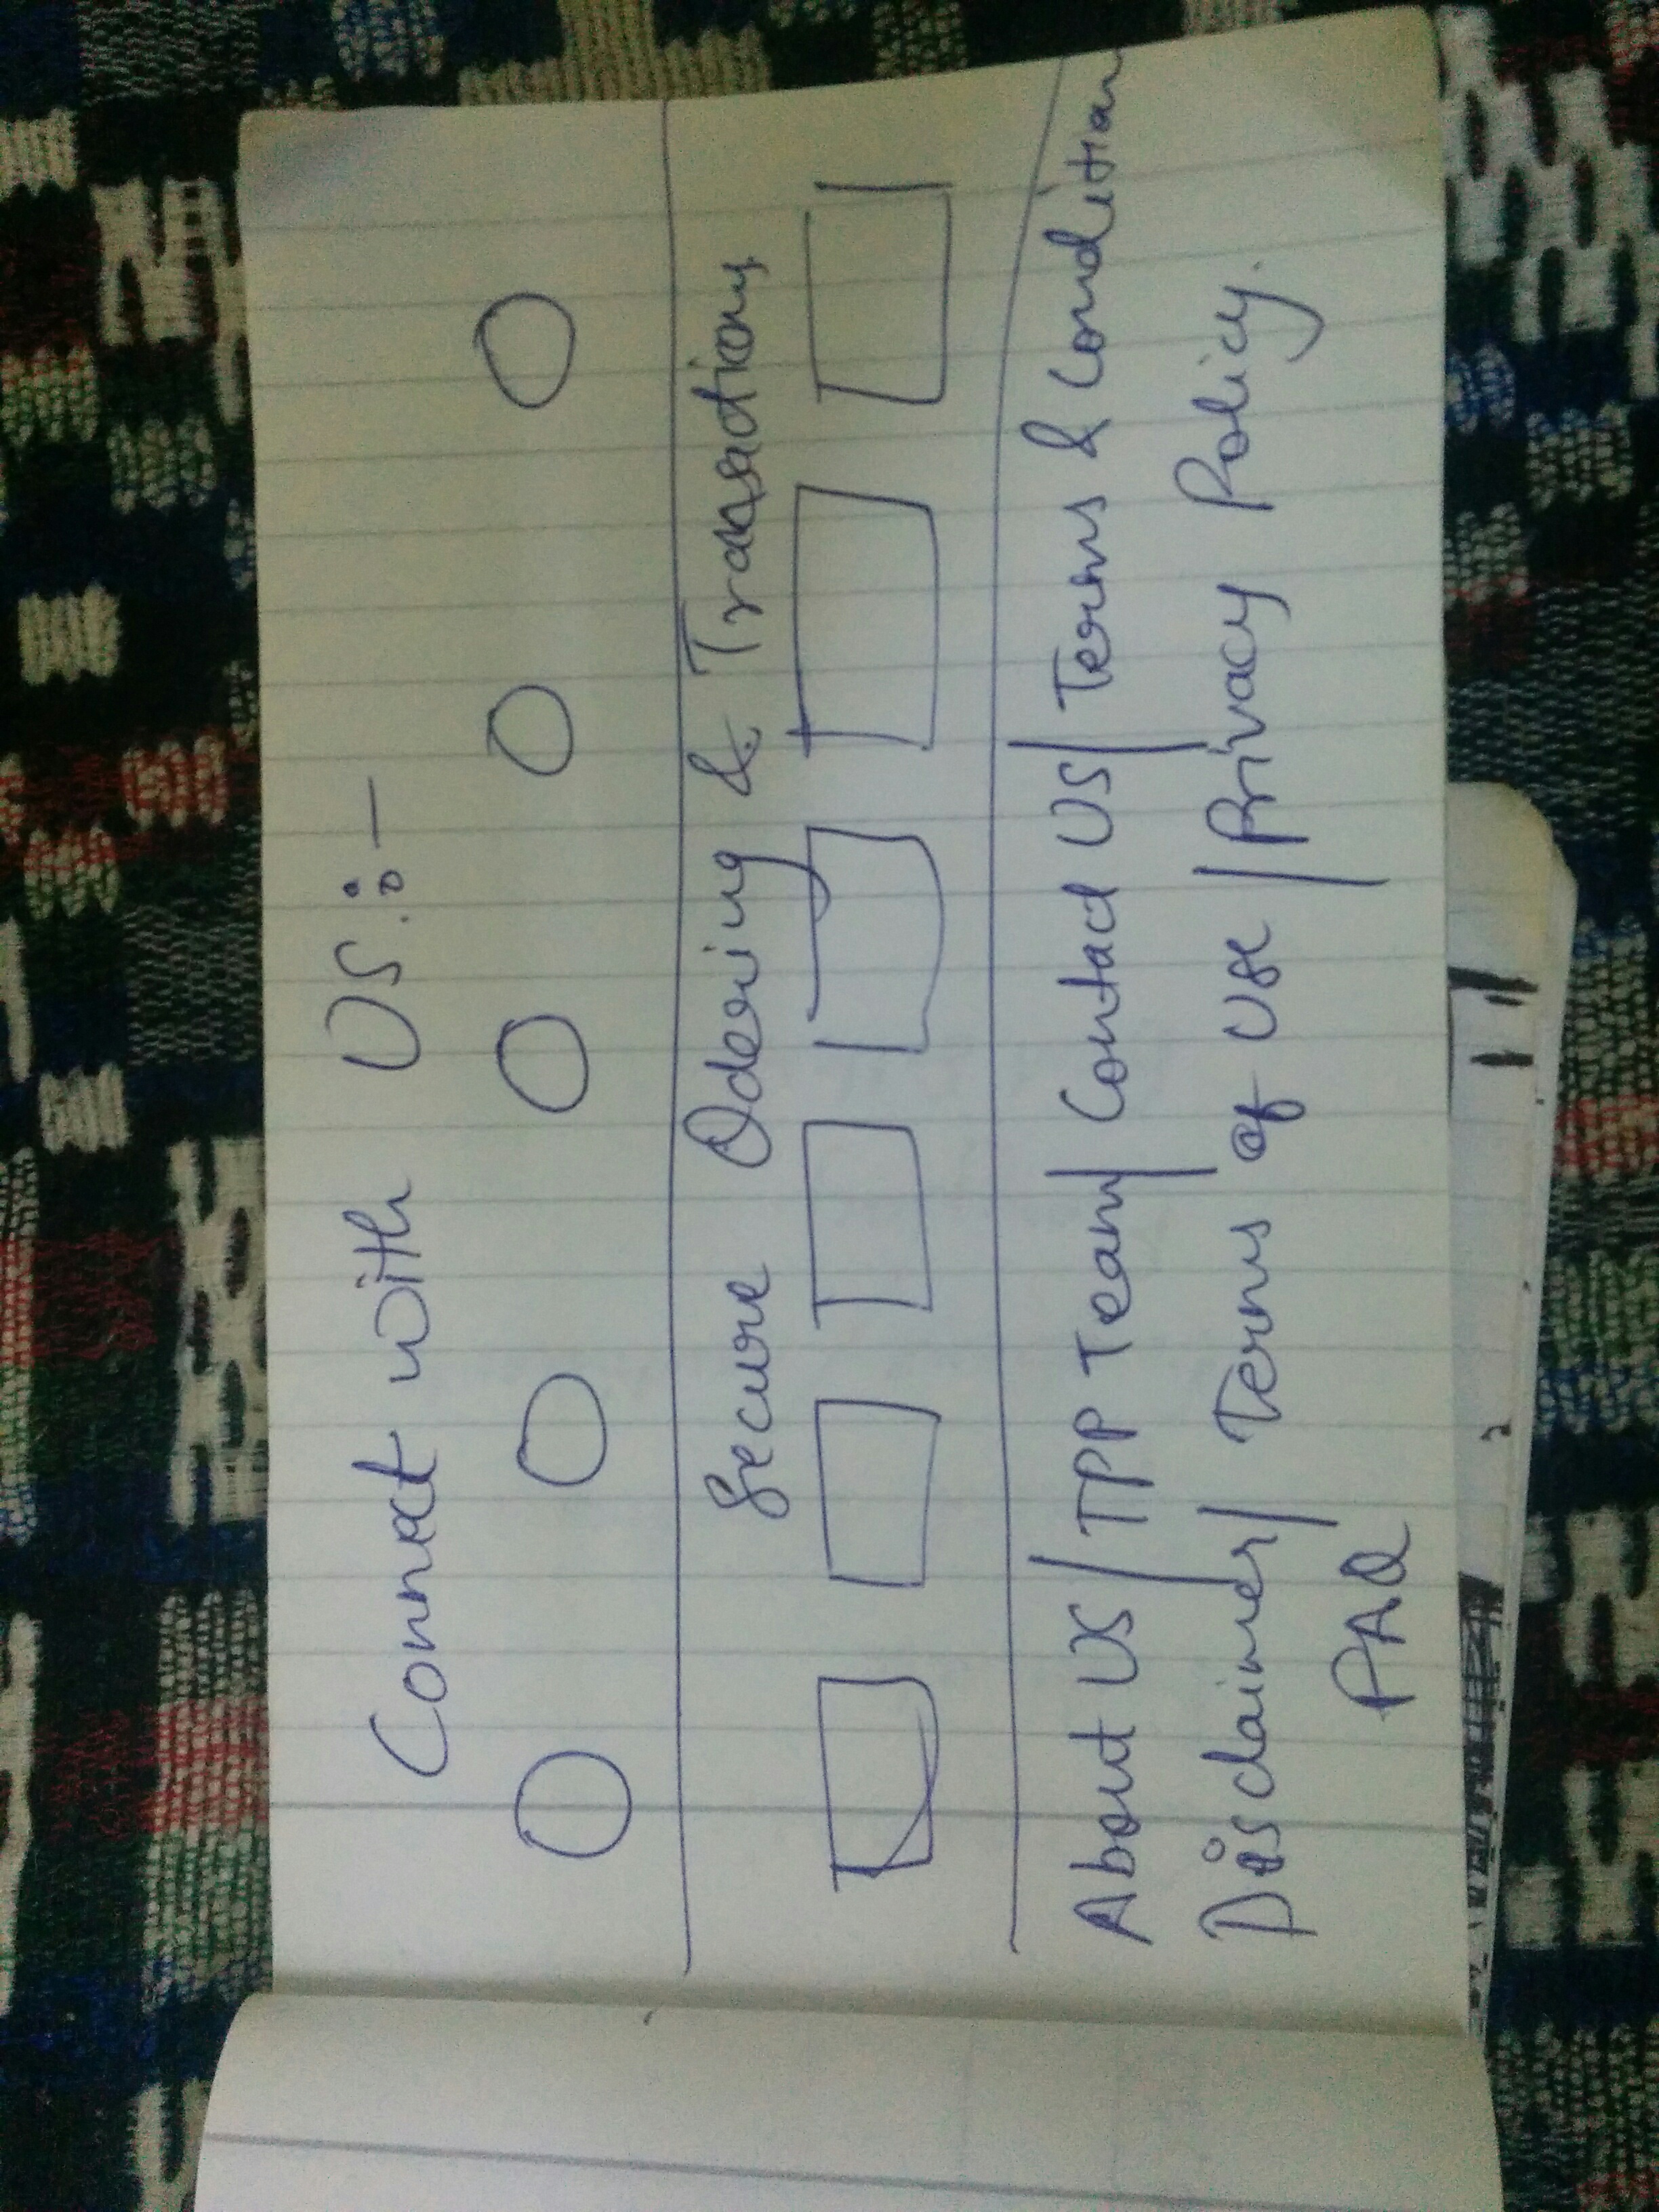 Connect with US. :-
Secure Odering & Transactions
About US / TPP Team / Contact US / Terms & Condition
Disclaimer / Terms of Use / Privacy Policy.
FAQ